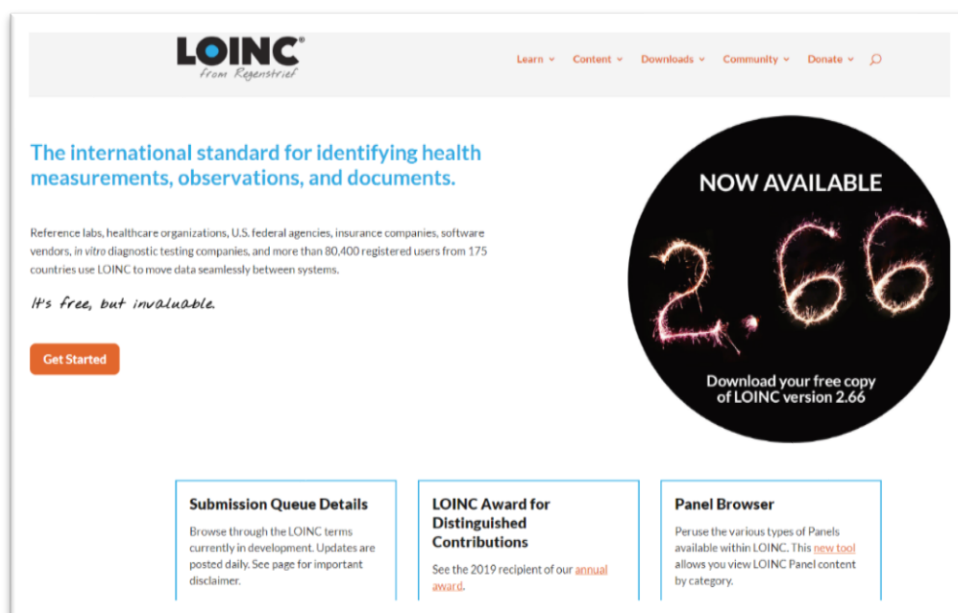 LOINC®
from Regenstrief
Learn Content Downloads Community Donate
The international standard for identifying health
measurements, observations, and documents.
Reference labs, healthcare organizations, U.S. federal agencies, insurance companies, software
vendors, in vitro diagnostic testing companies, and more than 80,400 registered users from 175
countries use LOINC to move data seamlessly between systems.
It's free, but invaluable.
Get Started
NOW AVAILABLE
2.66
Download your free copy
of LOINC version 2.66
Submission Queue Details
Browse through the LOINC terms
currently in development. Updates are
posted daily. See page for important
disclaimer.
LOINC Award for
Distinguished
Contributions
See the 2019 recipient of our annual
award.
Panel Browser
Peruse the various types of Panels
available within LOINC. This new tool
allows you view LOINC Panel content
by category.